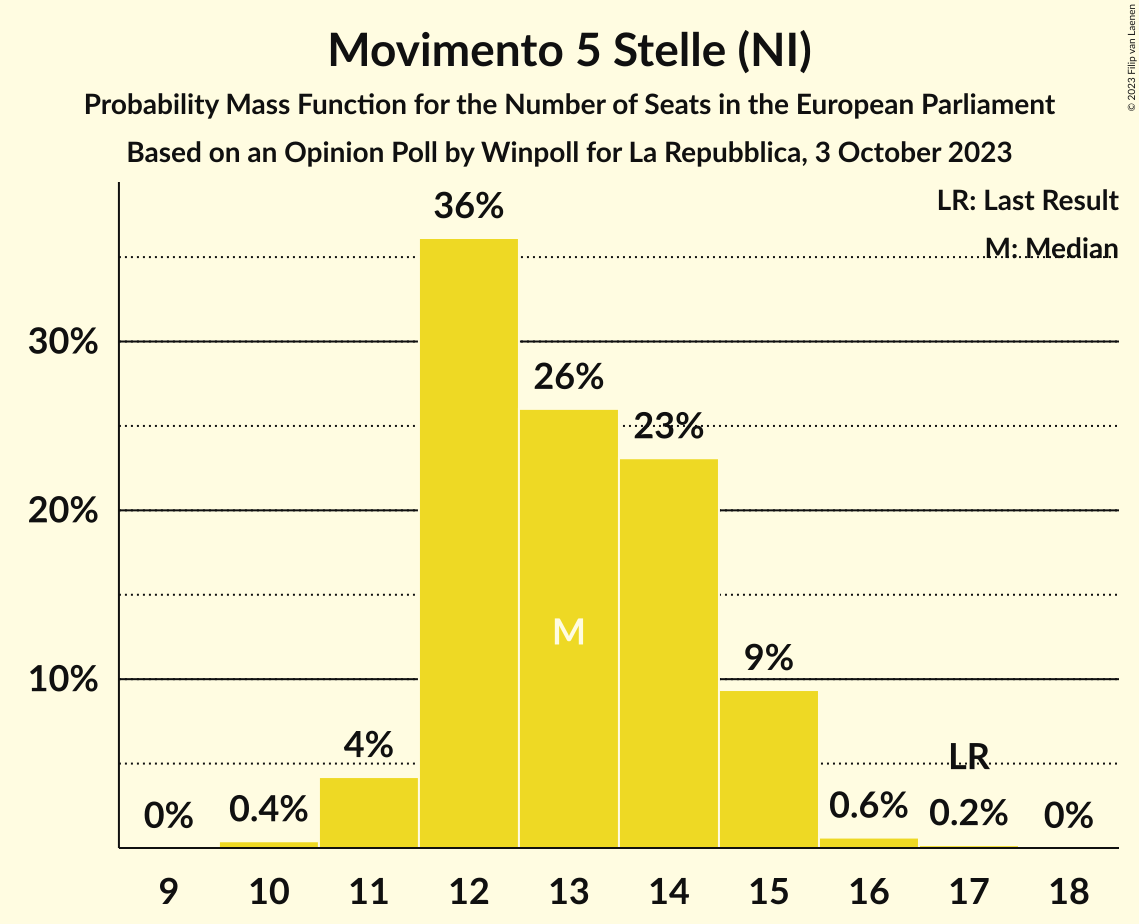 Movimento 5 Stelle (NI)
Probability Mass Function for the Number of Seats in the European Parliament
Based on an Opinion Poll by Winpoll for La Repubblica, 3 October 2023
© 2023 Filip van Laenen
LR: Last Result
M: Median
36%
30%
26%
23%
20%
M
10%
9%
4%
LR
0%
0.4%
0.6%
0.2%
0%
9 10 11 12 13 14 15 16 17 18